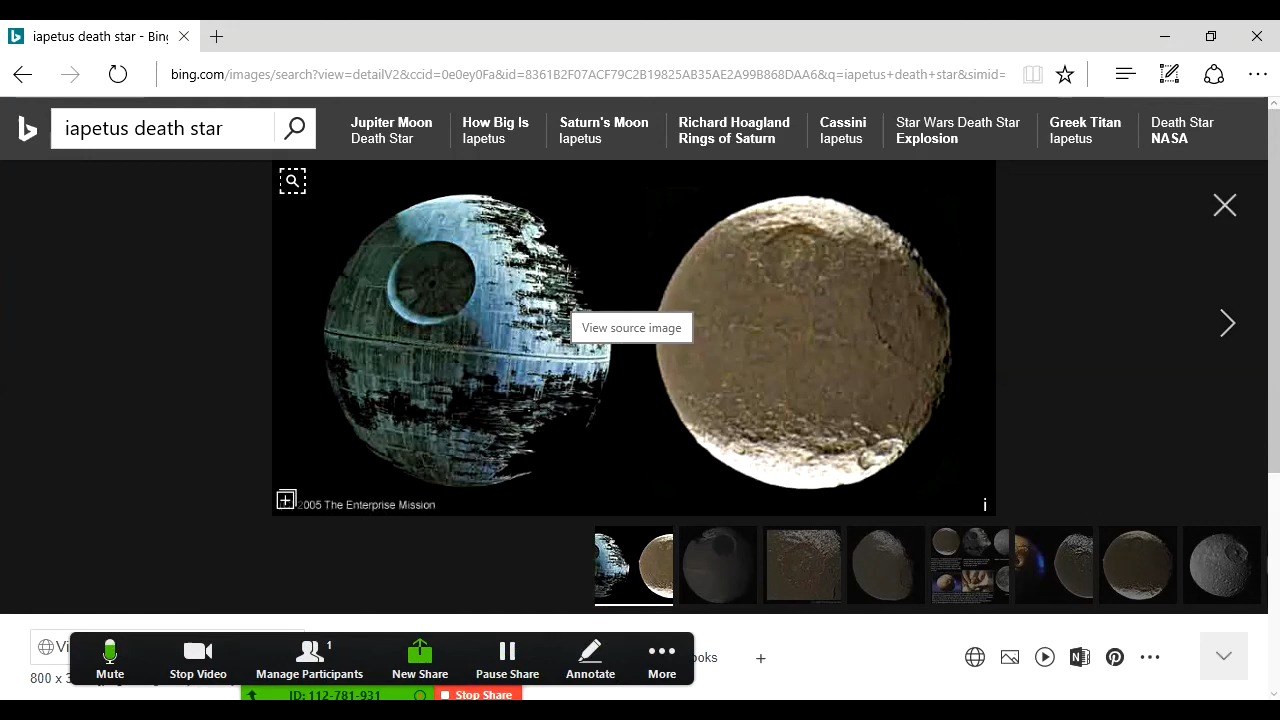 iapetus death star - Bing
bing.com/images/search?view=detailV2&ccid=0e0ey0Fa&id=8361B2F07ACF79C2B19825AB35AE2A99B868DAA6&q=iapetus+death+star&simid=
iapetus death star
Jupiter Moon
Death Star
How Big Is
Iapetus
Saturn's Moon
Iapetus
Richard Hoagland
Rings of Saturn
Cassini
Iapetus
Star Wars Death Star
Explosion
Greek Titan
Iapetus
Death Star
NASA
View source image
2005 The Enterprise Mission
Mute
Stop Video
1
Manage Participants
New Share
Pause Share
Annotate
More
800 x
ID: 112-781-931
Stop Share